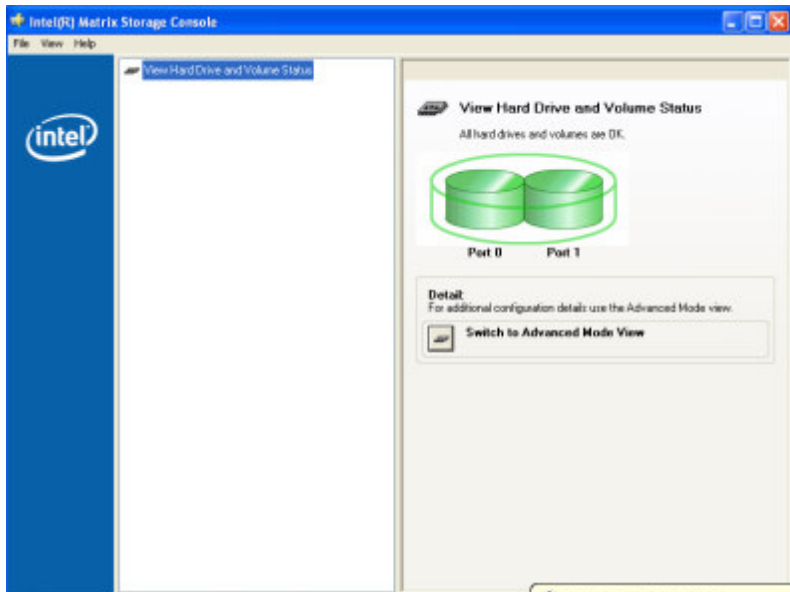 Intel(R) Matrix Storage Console
File View Help
View Hard Drive and Volume Status
intel
View Hard Drive and Volume Status
All hard drives and volumes are OK.
Port 0 Port 1
Detail:
For additional configuration details use the Advanced Mode view.
Switch to Advanced Mode View